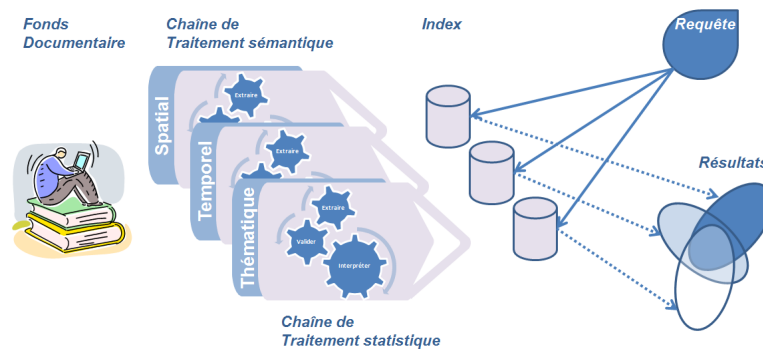 Fonds
Documentaire
Chaîne de
Traitement sémantique
Index
Requête
Spatial
Extraire
Temporel
Extraire
Thématique
Extraire
Valider
Interpréter
Résultats
Chaîne de
Traitement statistique